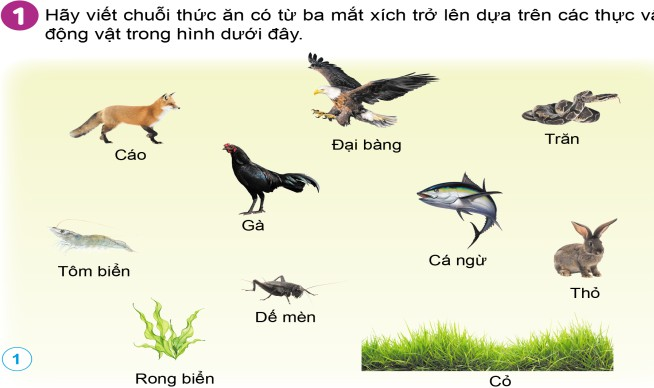 1 Hãy viết chuỗi thức ăn có từ ba mắt xích trở lên dựa trên các thực
động vật trong hình dưới đây.
Cáo
Đại bàng
Trăn
Gà
Cá ngừ
Tôm biển
Thỏ
Dế mèn
1
Rong biển
Cỏ